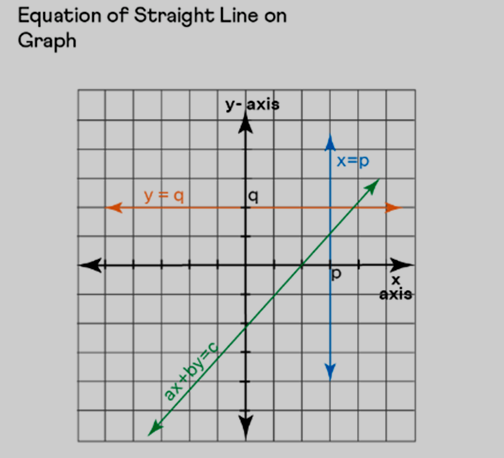 Equation of Straight Line on
Graph
y- axis
x=p
y = q
q
p
x
axis
ax+by=c